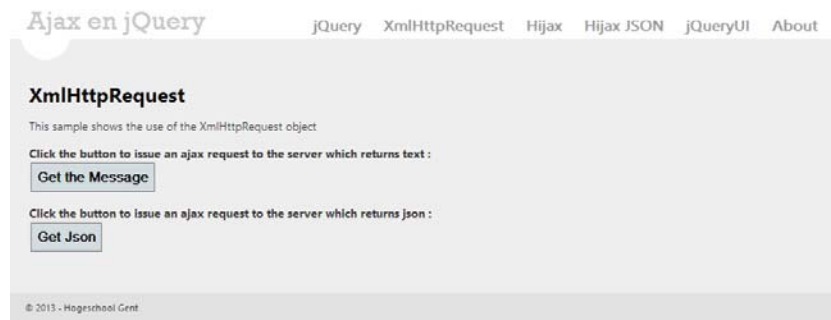 Ajax en jQuery
jQuery XmlHttpRequest Hijax Hijax JSON jQueryUI About
XmlHttpRequest
This sample shows the use of the XmlHttpRequest object
Click the button to issue an ajax request to the server which returns text :
Get the Message
Click the button to issue an ajax request to the server which returns json :
Get Json
© 2013 - Hogeschool Gent